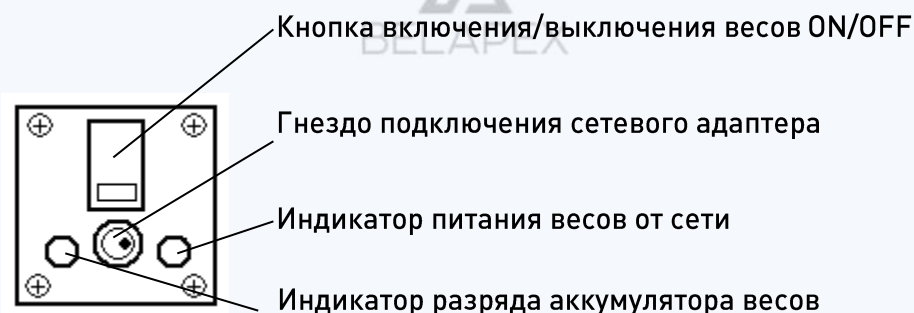 Кнопка включения/выключения весов ON/OFF
BELAPEX
Гнездо подключения сетевого адаптера
Индикатор питания весов от сети
Индикатор разряда аккумулятора весов